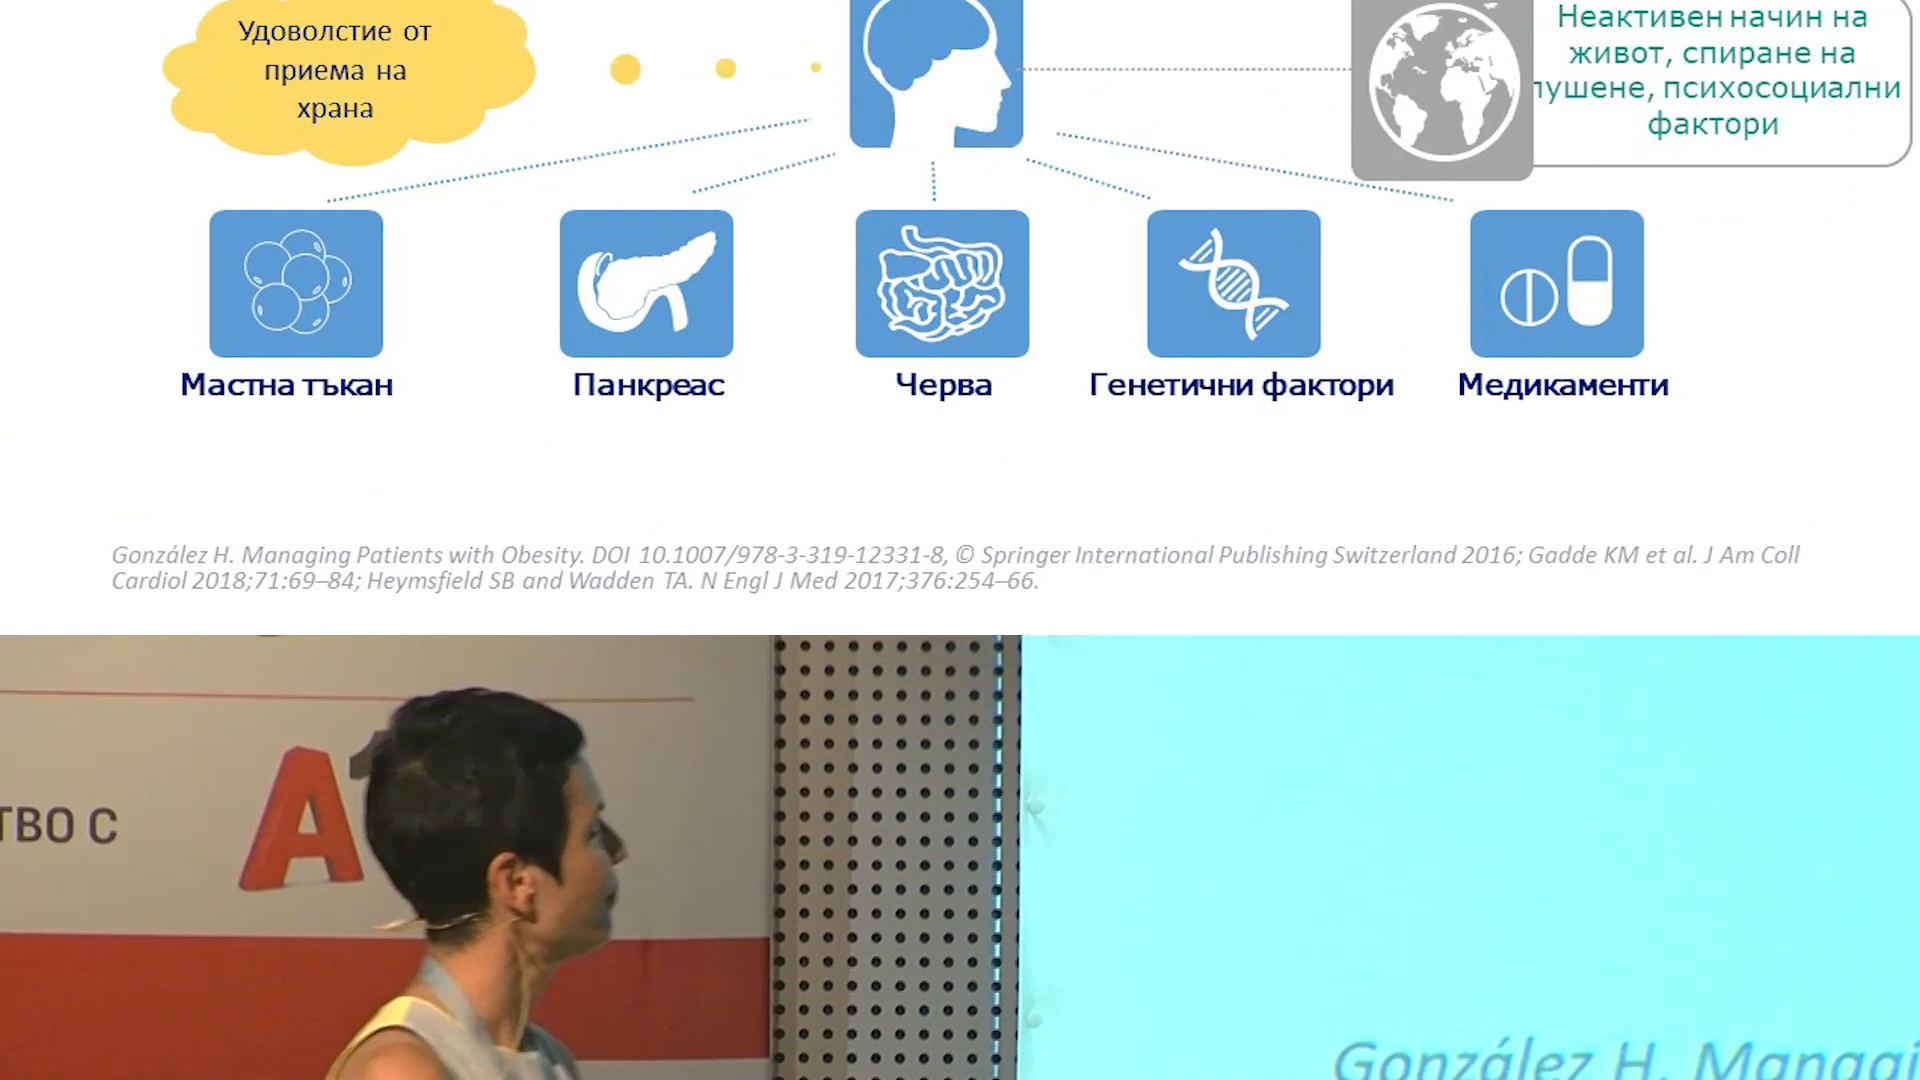 Удоволстие от
приема на
храна
Неактивен начин на
живот, спиране на
пушене, психосоциални
фактори
Мастна тъкан
Панкреас
Черва
Генетични фактори
Медикаменти
González H. Managing Patients with Obesity. DOI 10.1007/978-3-319-12331-8, © Springer International Publishing Switzerland 2016; Gadde KM et al. J Am Coll
Cardiol 2018;71:69–84; Heymsfield SB and Wadden TA. N Engl J Med 2017;376:254–66.
ТВО С
А
González H. Managi